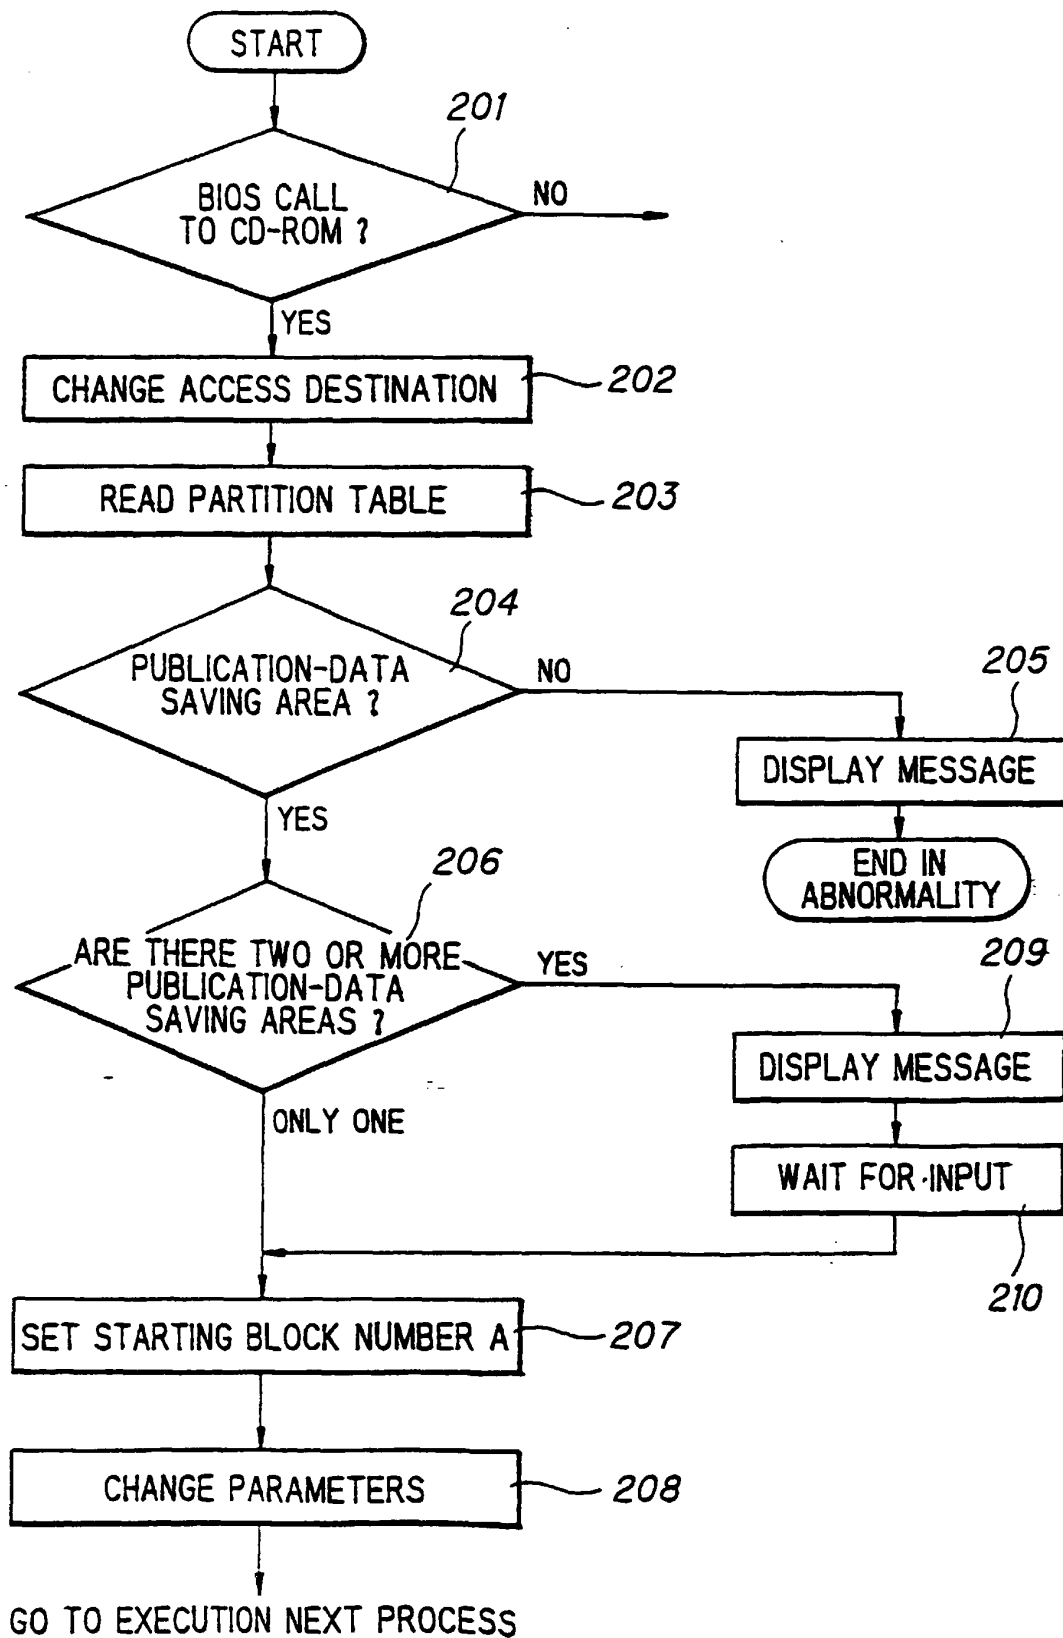 START
201
BIOS CALL
TO CD-ROM ?
NO
YES
CHANGE ACCESS DESTINATION
202
READ PARTITION TABLE
203
204
PUBLICATION-DATA
SAVING AREA ?
NO
205
DISPLAY MESSAGE
YES
END IN
ABNORMALITY
206
ARE THERE TWO OR MORE
PUBLICATION-DATA
SAVING AREAS ?
YES
209
DISPLAY MESSAGE
ONLY ONE
WAIT FOR INPUT
210
SET STARTING BLOCK NUMBER A
207
CHANGE PARAMETERS
208
GO TO EXECUTION NEXT PROCESS